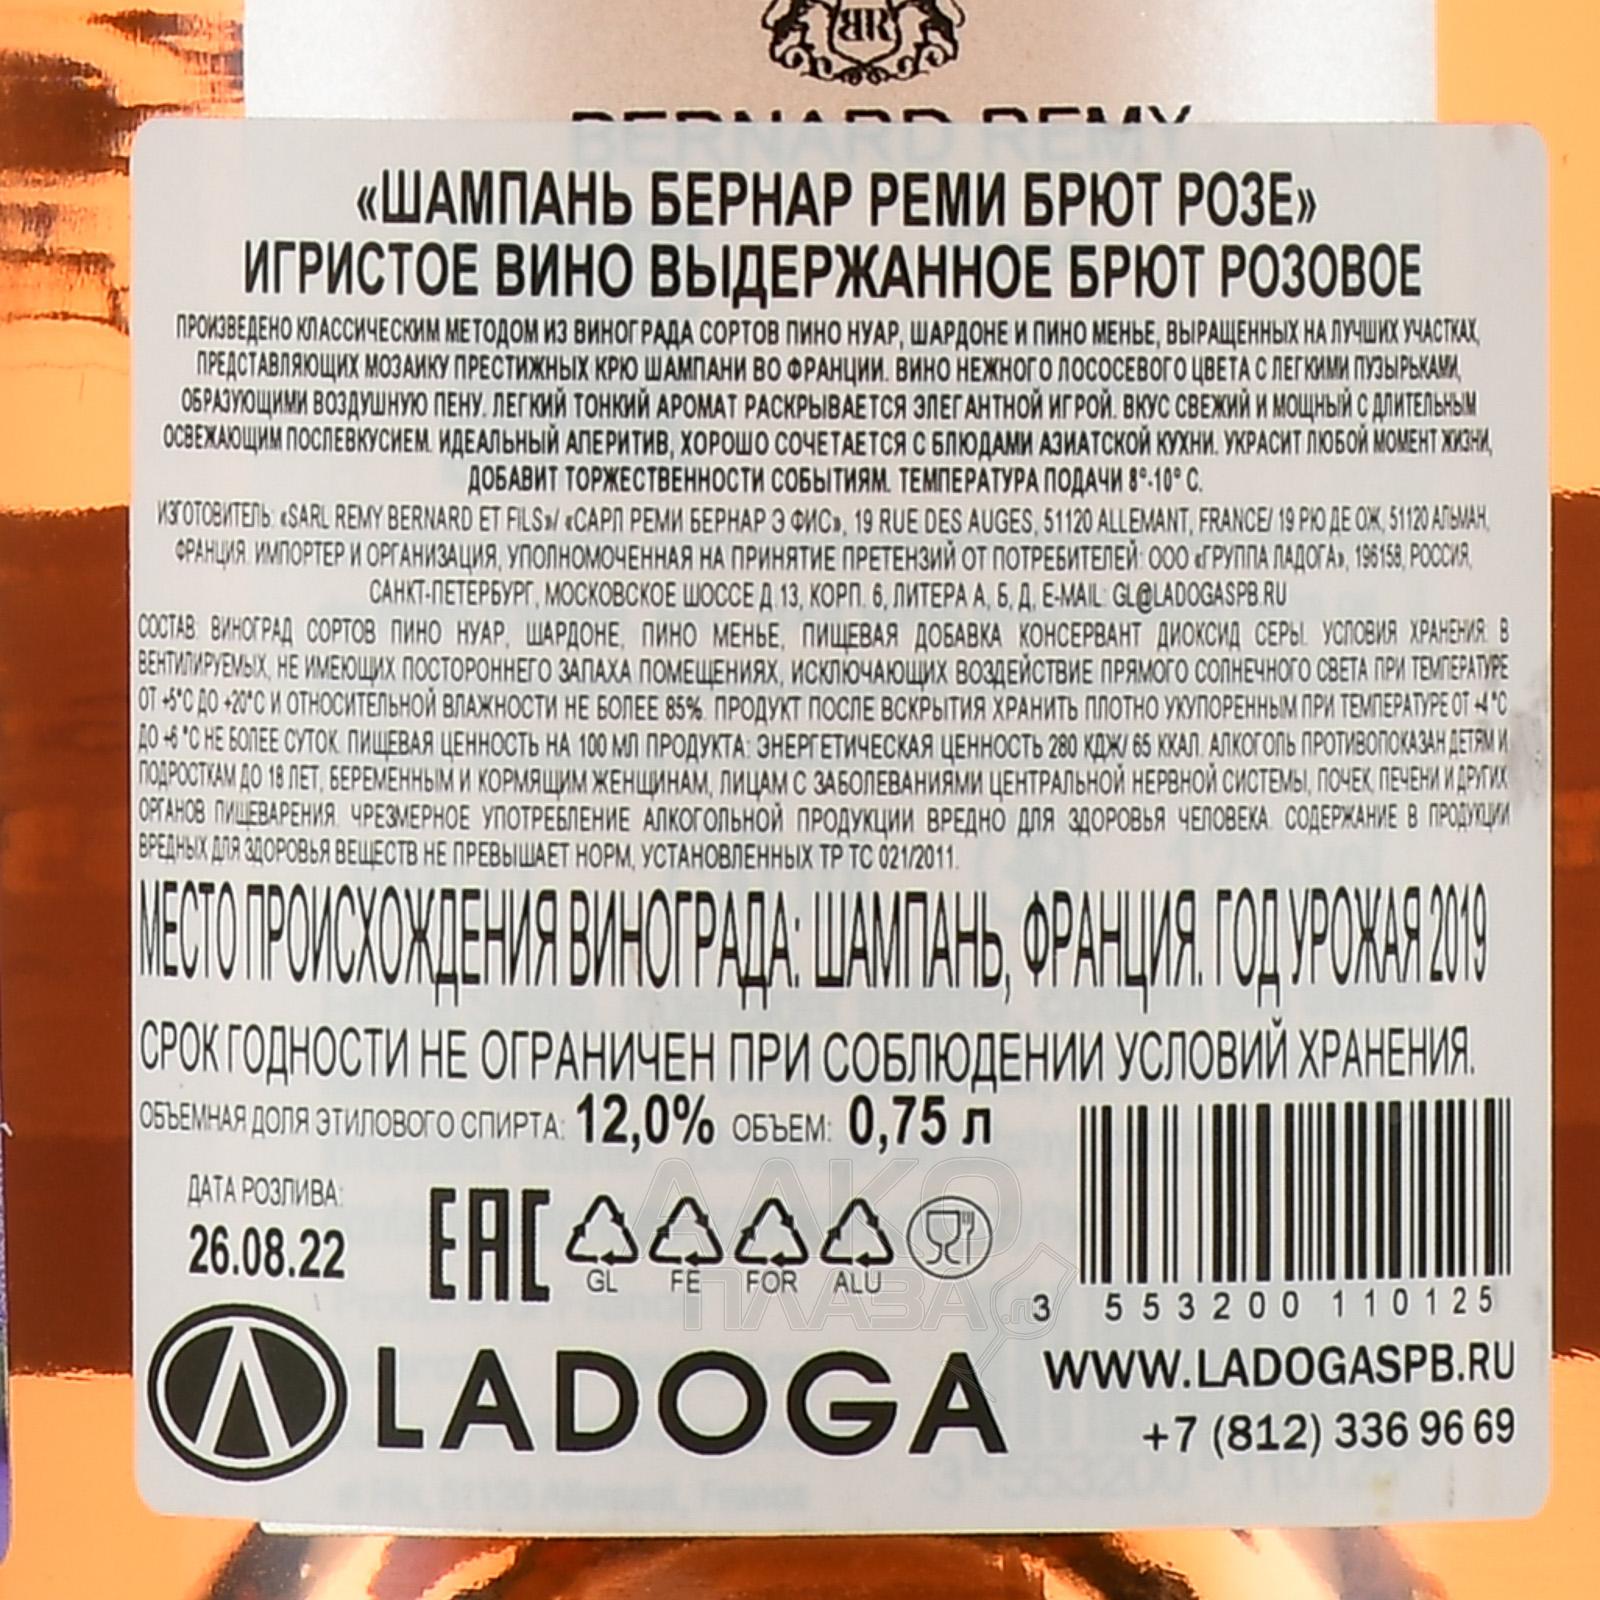 BR
BERNARD REMY
«ШАМПАНЬ БЕРНАР РЕМИ БРЮТ РОЗЕ»
ИГРИСТОЕ ВИНО ВЫДЕРЖАННОЕ БРЮТ РОЗОВОЕ
ПРОИЗВЕДЕНО КЛАССИЧЕСКИМ МЕТОДОМ ИЗ ВИНОГРАДА СОРТОВ ПИНО НУАР, ШАРДОНЕ И ПИНО МЕНЬЕ, ВЫРАЩЕННЫХ НА ЛУЧШИХ УЧАСТКАХ,
ПРЕДСТАВЛЯЮЩИХ МОЗАИКУ ПРЕСТИЖНЫХ КРЮ ШАМПАНИ ВО ФРАНЦИИ. ВИНО НЕЖНОГО ЛОСОСЕВОГО ЦВЕТА С ЛЕГКИМИ ПУЗЫРЬКАМИ,
ОБРАЗУЮЩИМИ ВОЗДУШНУЮ ПЕНУ. ЛЕГКИЙ ТОНКИЙ АРОМАТ РАСКРЫВАЕТСЯ ЭЛЕГАНТНОЙ ИГРОЙ. ВКУС СВЕЖИЙ И МОЩНЫЙ С ДЛИТЕЛЬНЫМ
ОСВЕЖАЮЩИМ ПОСЛЕВКУСИЕМ. ИДЕАЛЬНЫЙ АПЕРИТИВ, ХОРОШО СОЧЕТАЕТСЯ С БЛЮДАМИ АЗИАТСКОЙ КУХНИ. УКРАСИТ ЛЮБОЙ МОМЕНТ ЖИЗНИ,
ДОБАВИТ ТОРЖЕСТВЕННОСТИ СОБЫТИЯМ. ТЕМПЕРАТУРА ПОДАЧИ 8°-10° С.
ИЗГОТОВИТЕЛЬ: «SARL REMY BERNARD ET FILS»/ «САРЛ РЕМИ БЕРНАР Э ФИС», 19 RUE DES AUGES, 51120 ALLEMANT, FRANCE/ 19 РЮ ДЕ ОЖ, 51120 АЛЬМАН,
ФРАНЦИЯ. ИМПОРТЕР И ОРГАНИЗАЦИЯ, УПОЛНОМОЧЕННАЯ НА ПРИНЯТИЕ ПРЕТЕНЗИЙ ОТ ПОТРЕБИТЕЛЕЙ: ООО «ГРУППА ЛАДОГА», 196158, РОССИЯ,
САНКТ-ПЕТЕРБУРГ, МОСКОВСКОЕ ШОССЕ Д.13, КОРП. 6, ЛИТЕРА А, Б, Д, E-MAIL: GL@LADOGASPB.RU
СОСТАВ: ВИНОГРАД СОРТОВ ПИНО НУАР, ШАРДОНЕ, ПИНО МЕНЬЕ, ПИЩЕВАЯ ДОБАВКА КОНСЕРВАНТ ДИОКСИД СЕРЫ. УСЛОВИЯ ХРАНЕНИЯ: В
ВЕНТИЛИРУЕМЫХ, НЕ ИМЕЮЩИХ ПОСТОРОННЕГО ЗАПАХА ПОМЕЩЕНИЯХ, ИСКЛЮЧАЮЩИХ ВОЗДЕЙСТВИЕ ПРЯМОГО СОЛНЕЧНОГО СВЕТА ПРИ ТЕМПЕРАТУРЕ
ОТ +5°С ДО +20°С И ОТНОСИТЕЛЬНОЙ ВЛАЖНОСТИ НЕ БОЛЕЕ 85%. ПРОДУКТ ПОСЛЕ ВСКРЫТИЯ ХРАНИТЬ ПЛОТНО УКУПОРЕННЫМ ПРИ ТЕМПЕРАТУРЕ ОТ +4 °С
ДО +6 °С НЕ БОЛЕЕ СУТОК. ПИЩЕВАЯ ЦЕННОСТЬ НА 100 МЛ ПРОДУКТА: ЭНЕРГЕТИЧЕСКАЯ ЦЕННОСТЬ 280 КДЖ/ 65 ККАЛ. АЛКОГОЛЬ ПРОТИВОПОКАЗАН ДЕТЯМ И
ПОДРОСТКАМ ДО 18 ЛЕТ, БЕРЕМЕННЫМ И КОРМЯЩИМ ЖЕНЩИНАМ, ЛИЦАМ С ЗАБОЛЕВАНИЯМИ ЦЕНТРАЛЬНОЙ НЕРВНОЙ СИСТЕМЫ, ПОЧЕК, ПЕЧЕНИ И ДРУГИХ
ОРГАНОВ ПИЩЕВАРЕНИЯ. ЧРЕЗМЕРНОЕ УПОТРЕБЛЕНИЕ АЛКОГОЛЬНОЙ ПРОДУКЦИИ ВРЕДНО ДЛЯ ЗДОРОВЬЯ ЧЕЛОВЕКА. СОДЕРЖАНИЕ В ПРОДУКЦИИ
ВРЕДНЫХ ДЛЯ ЗДОРОВЬЯ ВЕЩЕСТВ НЕ ПРЕВЫШАЕТ НОРМ, УСТАНОВЛЕННЫХ ТР ТС 021/2011.
МЕСТО ПРОИСХОЖДЕНИЯ ВИНОГРАДА: ШАМПАНЬ, ФРАНЦИЯ. ГОД УРОЖАЯ 2019
СРОК ГОДНОСТИ НЕ ОГРАНИЧЕН ПРИ СОБЛЮДЕНИИ УСЛОВИЙ ХРАНЕНИЯ.
ОБЪЕМНАЯ ДОЛЯ ЭТИЛОВОГО СПИРТА: 12,0% ОБЪЕМ: 0,75 л
ДАТА РОЗЛИВА:
26.08.22
EAC
GL FE FOR ALU
АЛКО
ПЛАЗА.ru
3 553200 110125
LADOGA
WWW.LADOGASPB.RU
+7 (812) 336 96 69